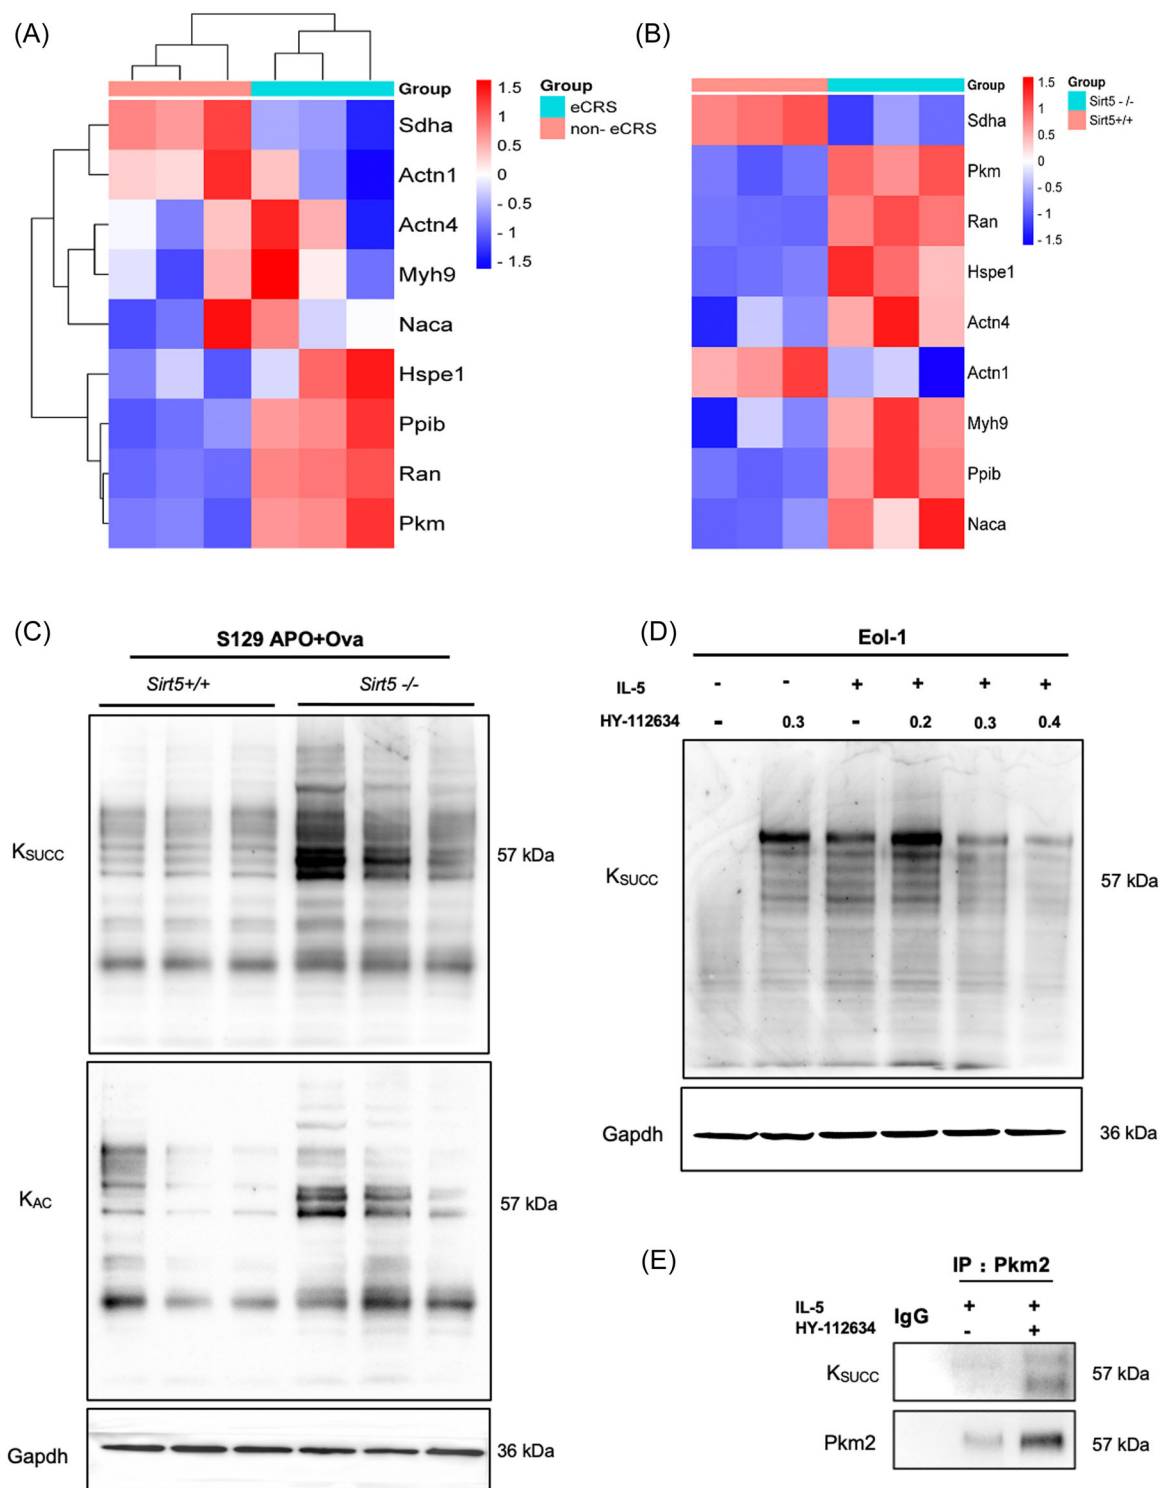 (A)
Group
Sdha
Actn1
Actn4
Myh9
Naca
Hspe1
Ppib
Ran
Pkm
1.5
1
0.5
0
- 0.5
- 1
- 1.5
Group
eCRS
non- eCRS
(B)
Group
Sdha
Pkm
Ran
Hspe1
Actn4
Actn1
Myh9
Ppib
Naca
1.5
1
0.5
0
- 0.5
- 1
- 1.5
Group
Sirt5 - /-
Sirt5+/+
(C)
S129 APO+Ova
Sirt5+/+ Sirt5 -/-
KSUCC
57 kDa
KAC
57 kDa
Gapdh
36 kDa
(D)
Eol-1
IL-5 - - + + + +
HY-112634 - 0.3 - 0.2 0.3 0.4
KSUCC
57 kDa
Gapdh
36 kDa
(E)
IP : Pkm2
IL-5 + +
IgG
HY-112634 - +
KSUCC
57 kDa
Pkm2
57 kDa